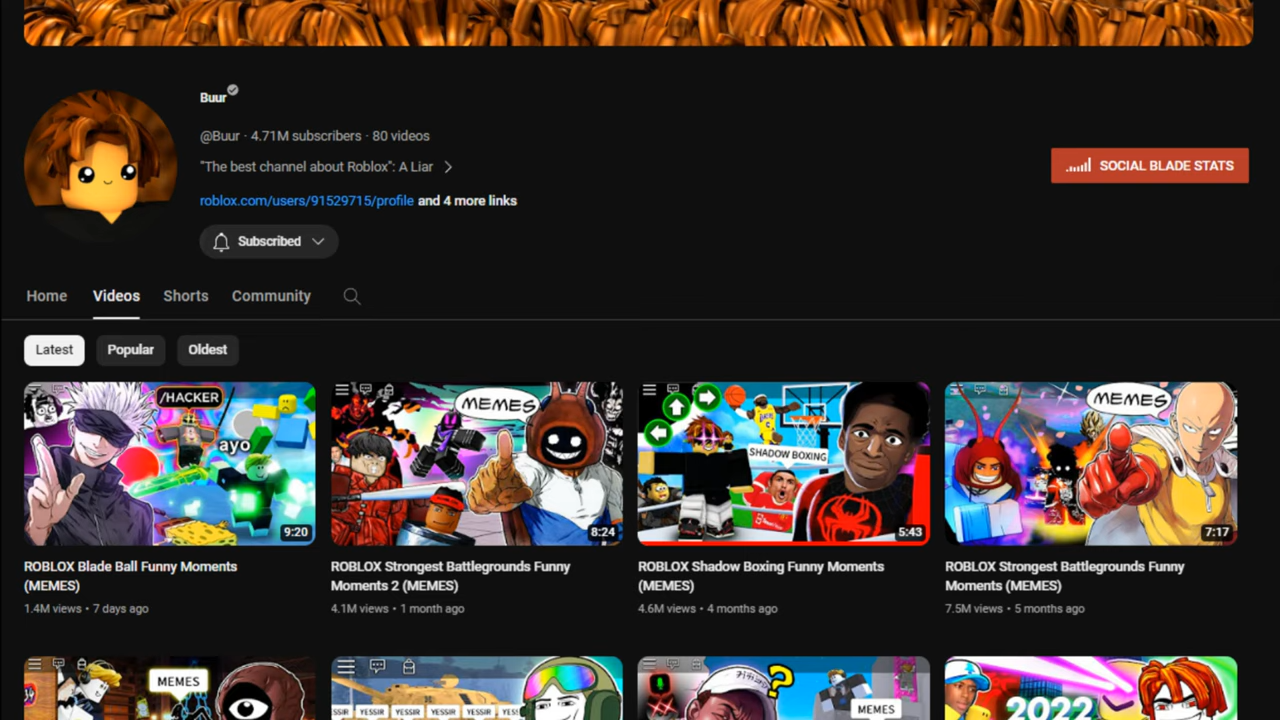 Buur
@Buur · 4.71M subscribers · 80 videos
"The best channel about Roblox": A Liar
roblox.com/users/91529715/profile and 4 more links
SOCIAL BLADE STATS
Subscribed
Home Videos Shorts Community
Latest Popular Oldest
/HACKER
ayo
9:20
MEMES
8:24
SHADOW BOXING
5:43
MEMES
7:17
ROBLOX Blade Ball Funny Moments
(MEMES)
1.4M views • 7 days ago
ROBLOX Strongest Battlegrounds Funny
Moments 2 (MEMES)
4.1M views • 1 month ago
ROBLOX Shadow Boxing Funny Moments
(MEMES)
4.6M views • 4 months ago
ROBLOX Strongest Battlegrounds Funny
Moments (MEMES)
7.5M views • 5 months ago
MEMES
YESSIR YESSIR YESSIR YESSIR
?
MEMES
2022